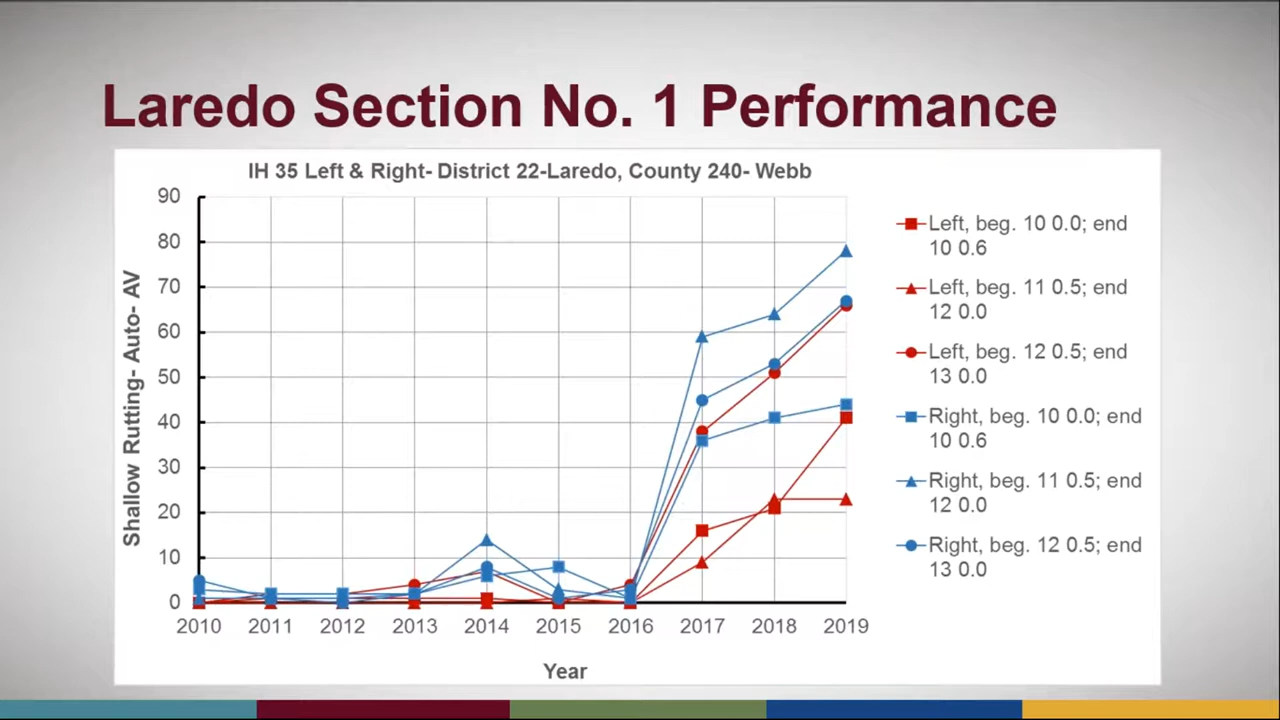 Laredo Section No. 1 Performance
IH 35 Left & Right- District 22-Laredo, County 240- Webb
Shallow Rutting- Auto- AV
90
80
70
60
50
40
30
20
10
0
2010 2011 2012 2013 2014 2015 2016 2017 2018 2019
Year
Left, beg. 10 0.0; end
10 0.6
Left, beg. 11 0.5; end
12 0.0
Left, beg. 12 0.5; end
13 0.0
Right, beg. 10 0.0; end
10 0.6
Right, beg. 11 0.5; end
12 0.0
Right, beg. 12 0.5; end
13 0.0